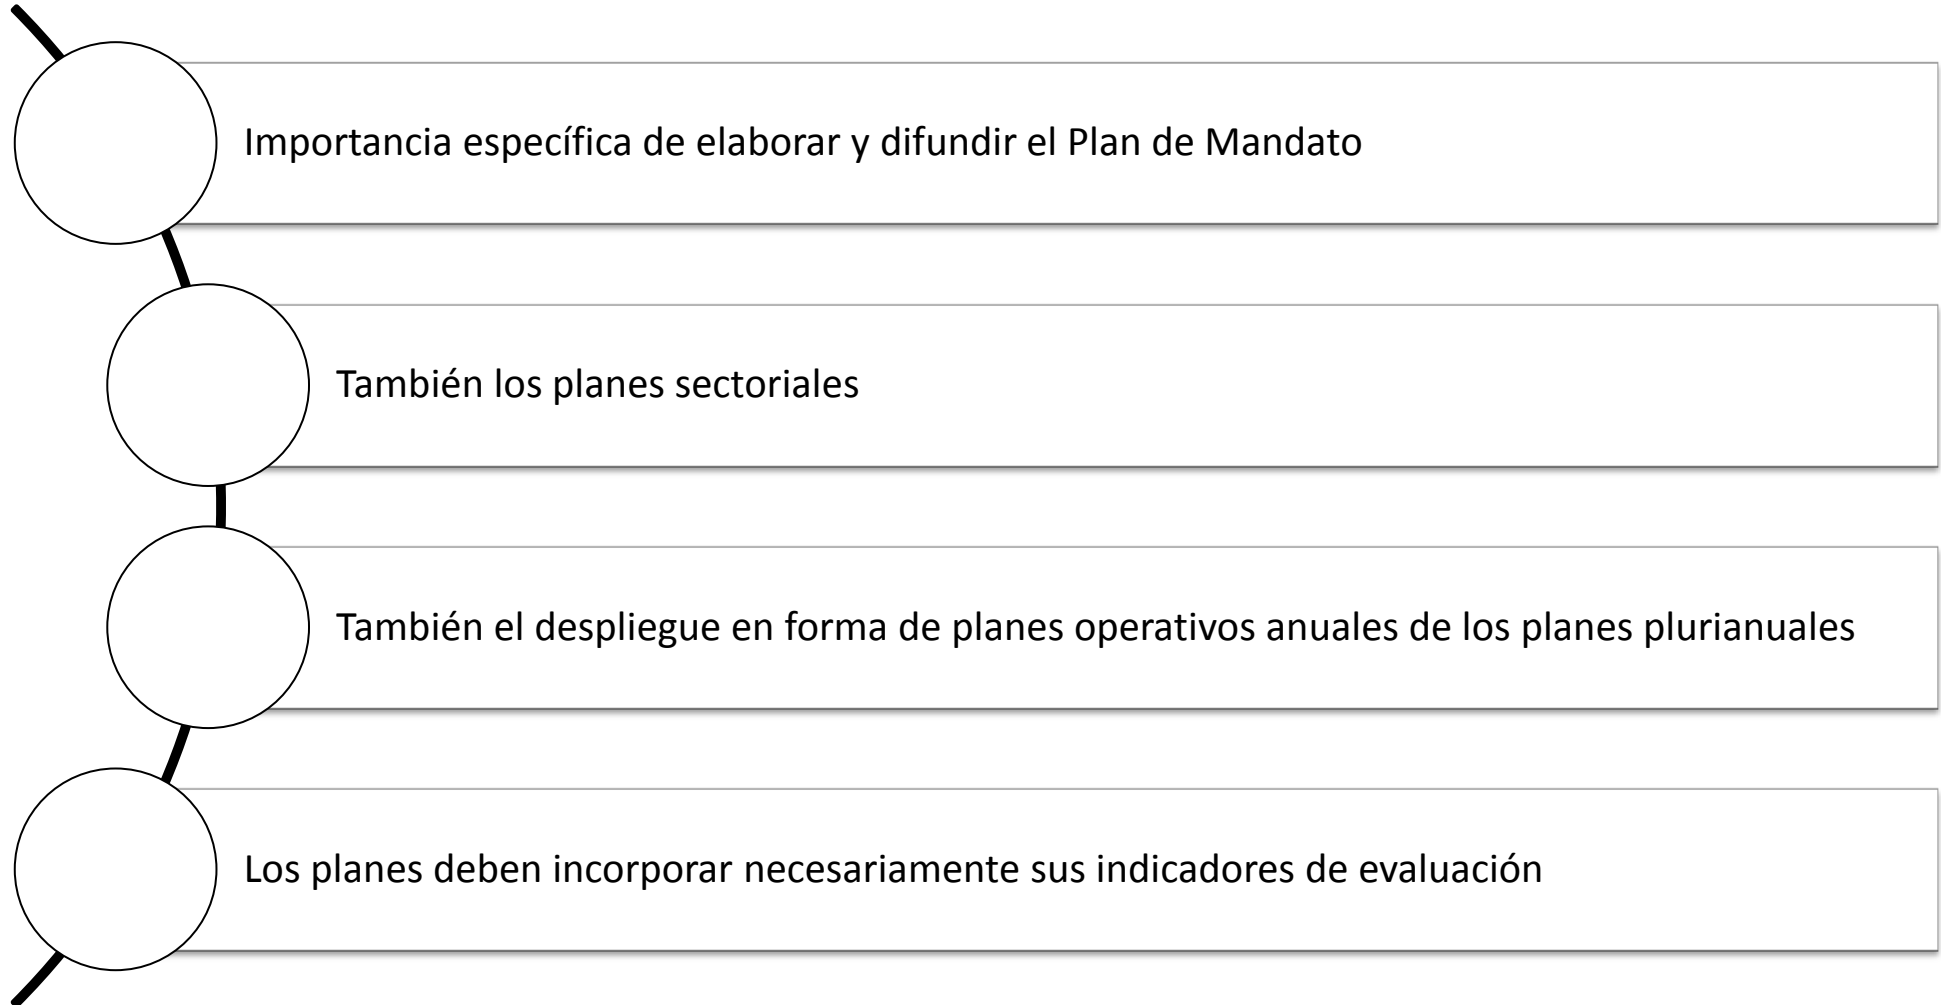 Importancia específica de elaborar y difundir el Plan de Mandato
También los planes sectoriales
También el despliegue en forma de planes operativos anuales de los planes plurianuales
Los planes deben incorporar necesariamente sus indicadores de evaluación